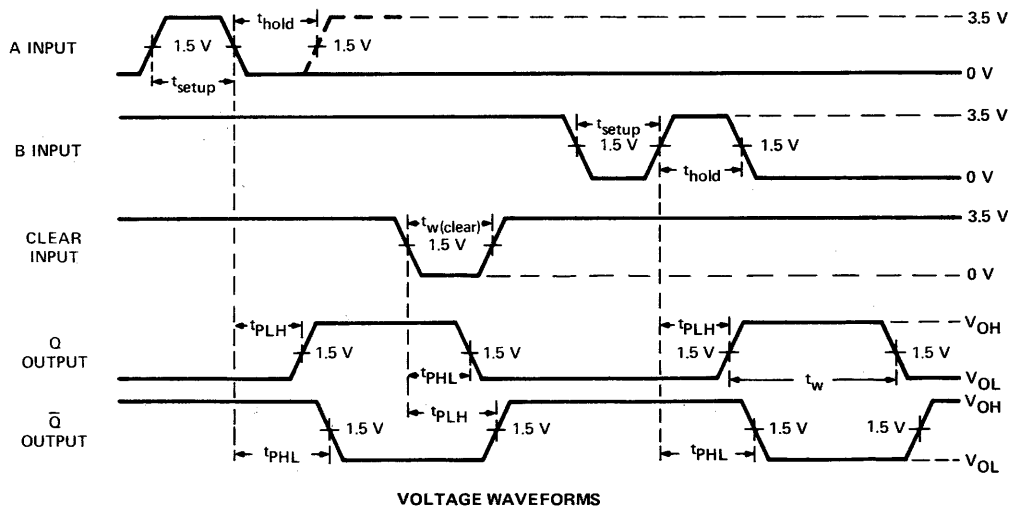 A INPUT
t_hold
3.5 V
1.5 V
1.5 V
t_setup
0 V
B INPUT
3.5 V
t_setup
1.5 V
1.5 V
t_hold
0 V
CLEAR
INPUT
3.5 V
t_w(clear)
1.5 V
0 V
Q
OUTPUT
t_PLH
1.5 V
1.5 V
t_PHL
t_PLH
1.5 V
1.5 V
V_OH
t_w
V_OL
Q̄
OUTPUT
V_OH
t_PLH
1.5 V
1.5 V
1.5 V
1.5 V
t_PHL
t_PHL
V_OL
VOLTAGE WAVEFORMS